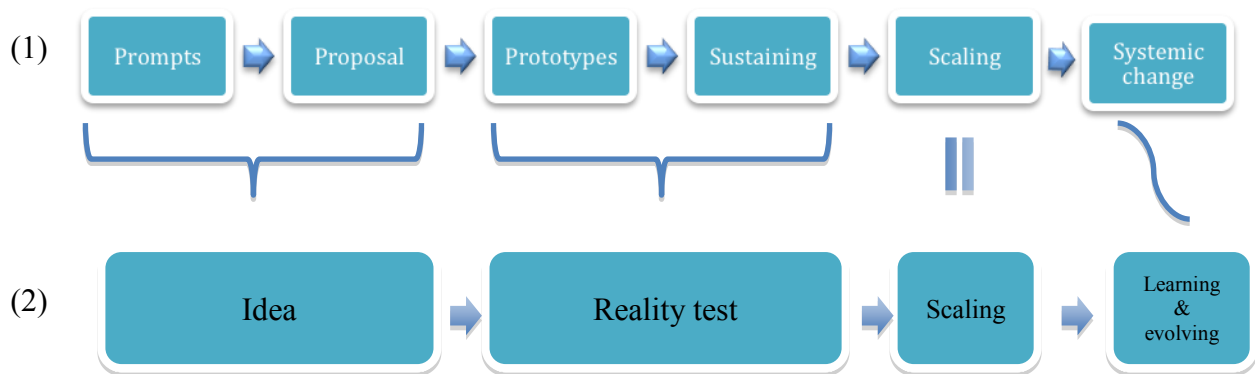 (1)
Prompts
Proposal
Prototypes
Sustaining
Scaling
Systemic
change
(2)
Idea
Reality test
Scaling
Learning
&
evolving